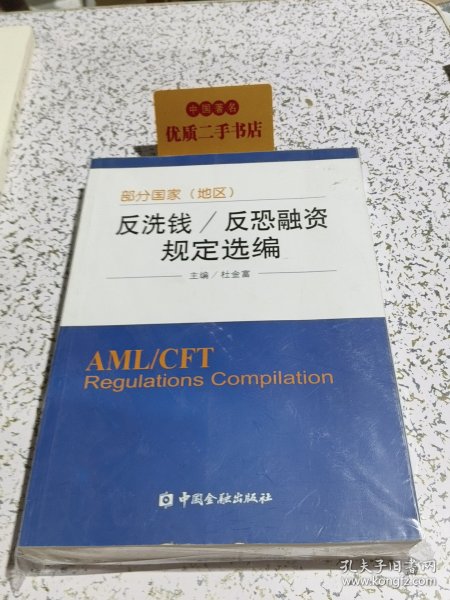 中国著名
优质二手书店
部分国家（地区）
反洗钱／反恐融资
规定选编
主编／杜金富
AML/CFT
Regulations Compilation
中国金融出版社
孔夫子旧书网
www.kongfz.com